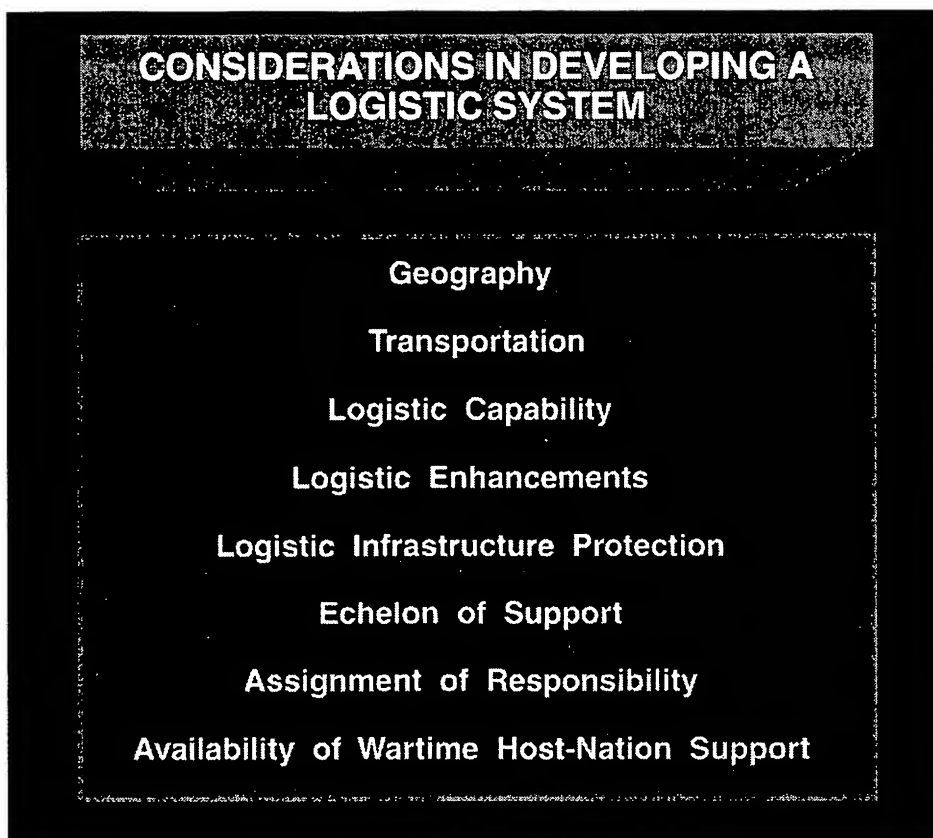 CONSIDERATIONS IN DEVELOPING A
LOGISTIC SYSTEM
Geography
Transportation
Logistic Capability
Logistic Enhancements
Logistic Infrastructure Protection
Echelon of Support
Assignment of Responsibility
Availability of Wartime Host-Nation Support